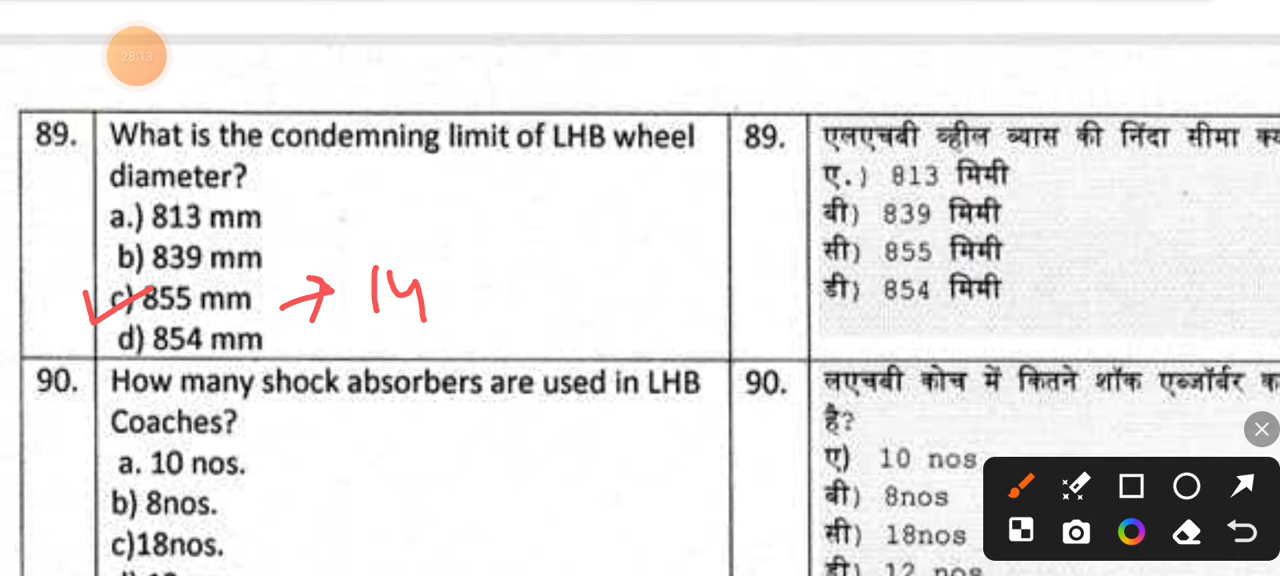 28:13
89. What is the condemning limit of LHB wheel
diameter?
a.) 813 mm
b) 839 mm
c) 855 mm → 14
d) 854 mm
89. एलएचबी व्हील व्यास की निंदा सीमा
ए.) 813 मिमी
बी) 839 मिमी
सी) 855 मिमी
डी) 854 मिमी
90. How many shock absorbers are used in LHB
Coaches?
a. 10 nos.
b) 8nos.
c)18nos.
90. लएचबी कोच में कितने शॉक एब्जॉर्बर
है?
ए) 10 nos
बी) 8nos
सी) 18nos
डी) 12 nos